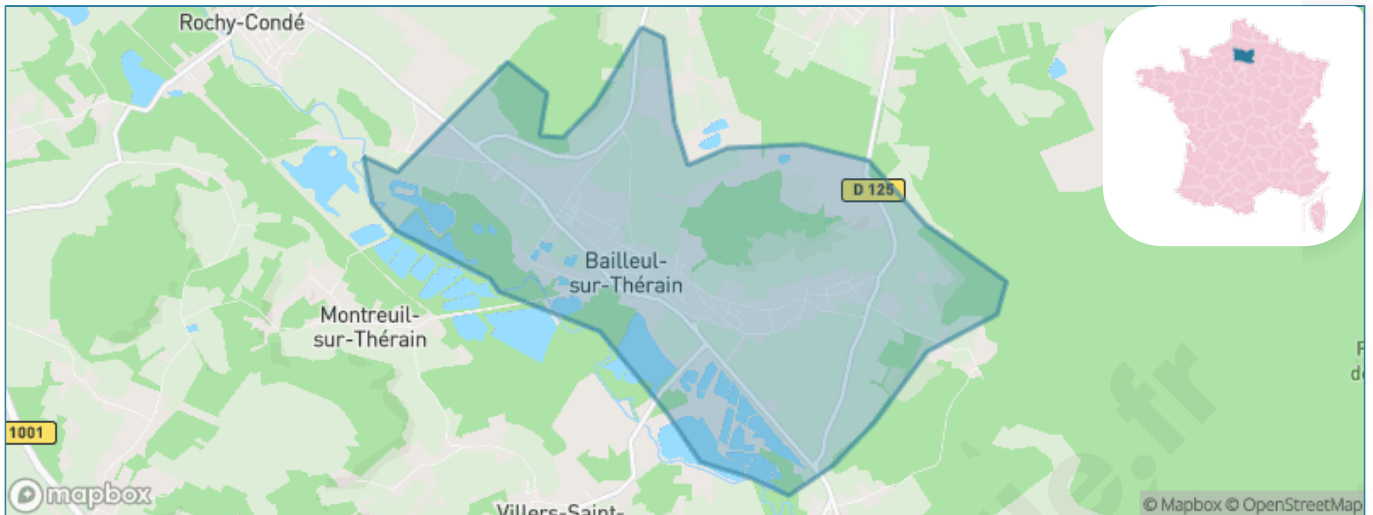 Rochy-Condé
D 125
Bailleul-
sur-Thérain
Montreuil-
sur-Thérain
1001
mapbox
Villers-Saint-
© Mapbox © OpenStreetMap